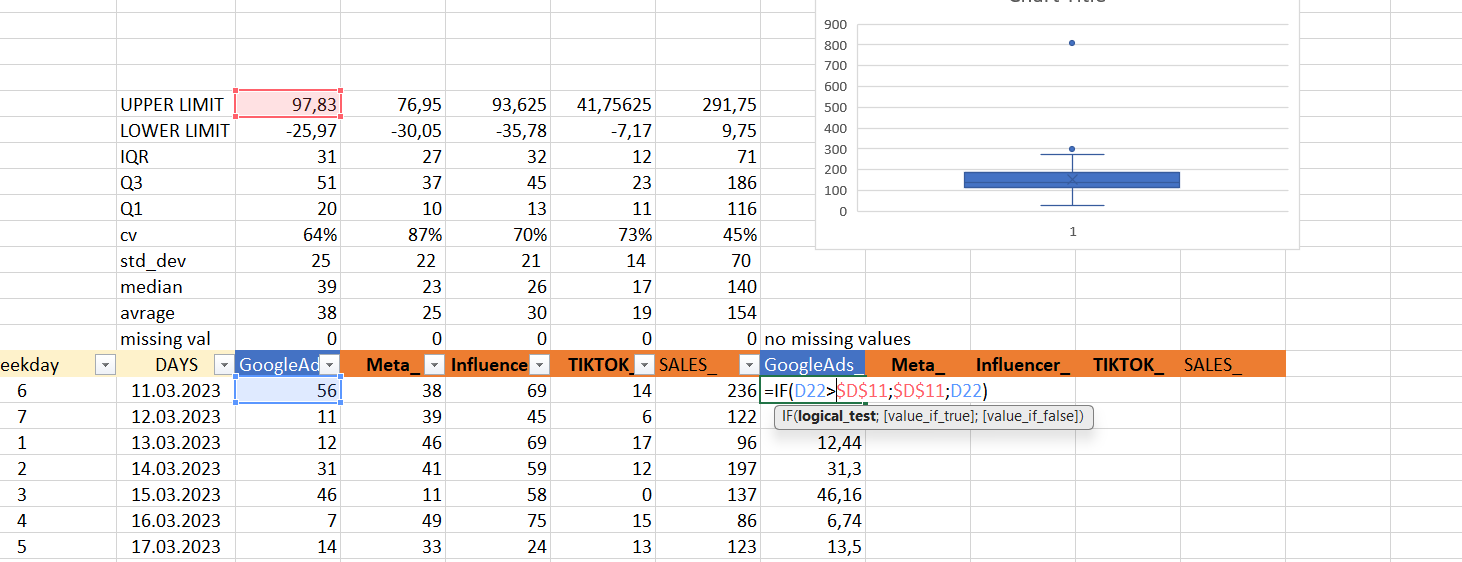 Chart Title
900
800
700
600
500
400
300
200
100
0
1
UPPER LIMIT 97,83 76,95 93,625 41,75625 291,75
LOWER LIMIT -25,97 -30,05 -35,78 -7,17 9,75
IQR 31 27 32 12 71
Q3 51 37 45 23 186
Q1 20 10 13 11 116
cv 64% 87% 70% 73% 45%
std_dev 25 22 21 14 70
median 39 23 26 17 140
avrage 38 25 30 19 154
missing val 0 0 0 0 0 no missing values
eekday DAYS GoogleAd Meta_ Influence TIKTOK_ SALES_ GoogleAds_ Meta_ Influencer_ TIKTOK_ SALES_
6 11.03.2023 56 38 69 14 236 =IF(D22>$D$11;$D$11;D22)
IF(logical_test; [value_if_true]; [value_if_false])
7 12.03.2023 11 39 45 6 122
1 13.03.2023 12 46 69 17 96 12,44
2 14.03.2023 31 41 59 12 197 31,3
3 15.03.2023 46 11 58 0 137 46,16
4 16.03.2023 7 49 75 15 86 6,74
5 17.03.2023 14 33 24 13 123 13,5